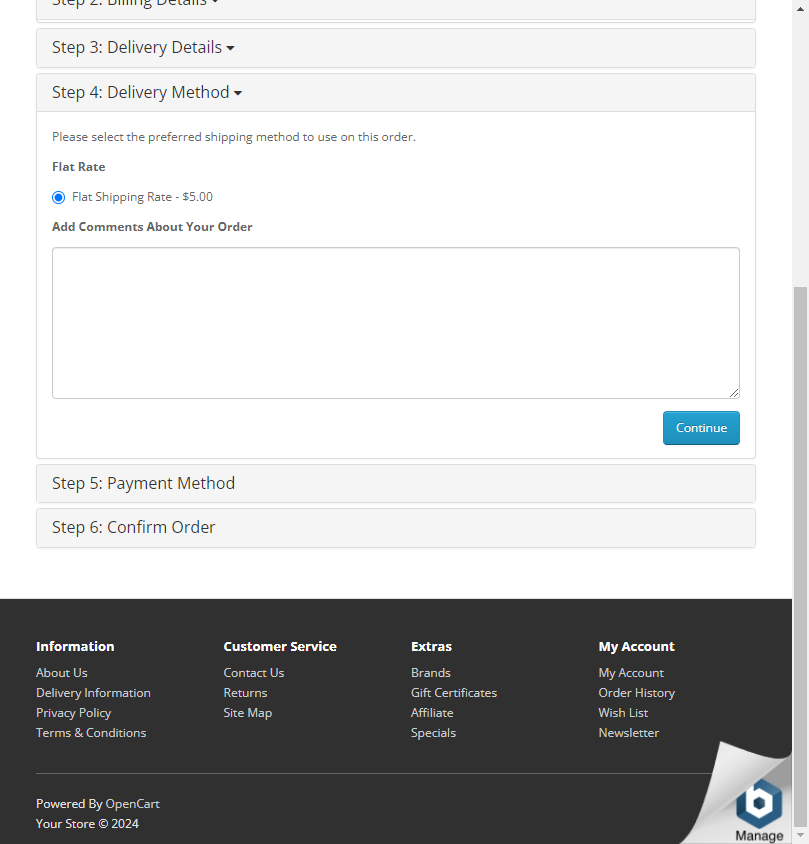 Step 2: Billing Details
Step 3: Delivery Details
Step 4: Delivery Method
Please select the preferred shipping method to use on this order.
Flat Rate
Flat Shipping Rate - $5.00
Add Comments About Your Order
Continue
Step 5: Payment Method
Step 6: Confirm Order
Information
About Us
Delivery Information
Privacy Policy
Terms & Conditions
Customer Service
Contact Us
Returns
Site Map
Extras
Brands
Gift Certificates
Affiliate
Specials
My Account
My Account
Order History
Wish List
Newsletter
Powered By OpenCart
Your Store © 2024
Manage